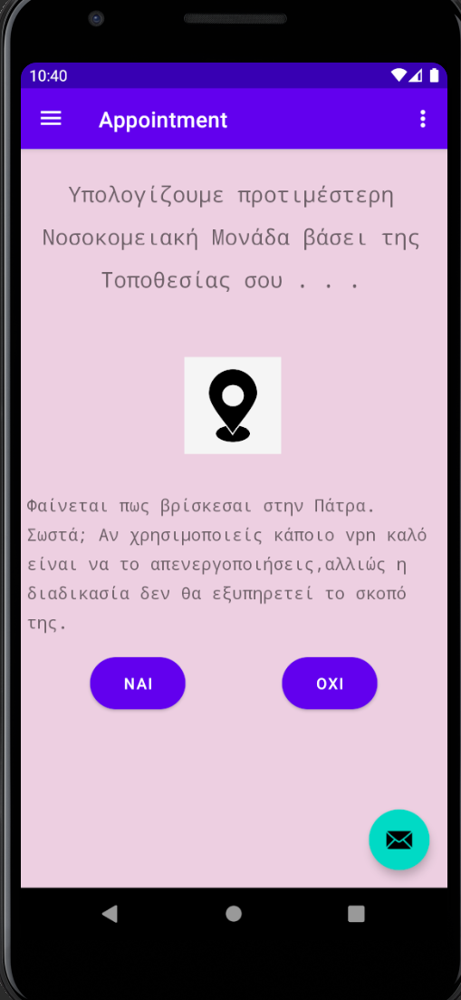 10:40
Appointment
Υπολογίζουμε προτιμέστερη
Νοσοκομειακή Μονάδα βάσει της
Τοποθεσίας σου . . .
Φαίνεται πως βρίσκεσαι στην Πάτρα.
Σωστά; Αν χρησιμοποιείς κάποιο vpn καλό
είναι να το απενεργοποιήσεις,αλλιώς η
διαδικασία δεν θα εξυπηρετεί το σκοπό
της.
ΝΑΙ
ΟΧΙ